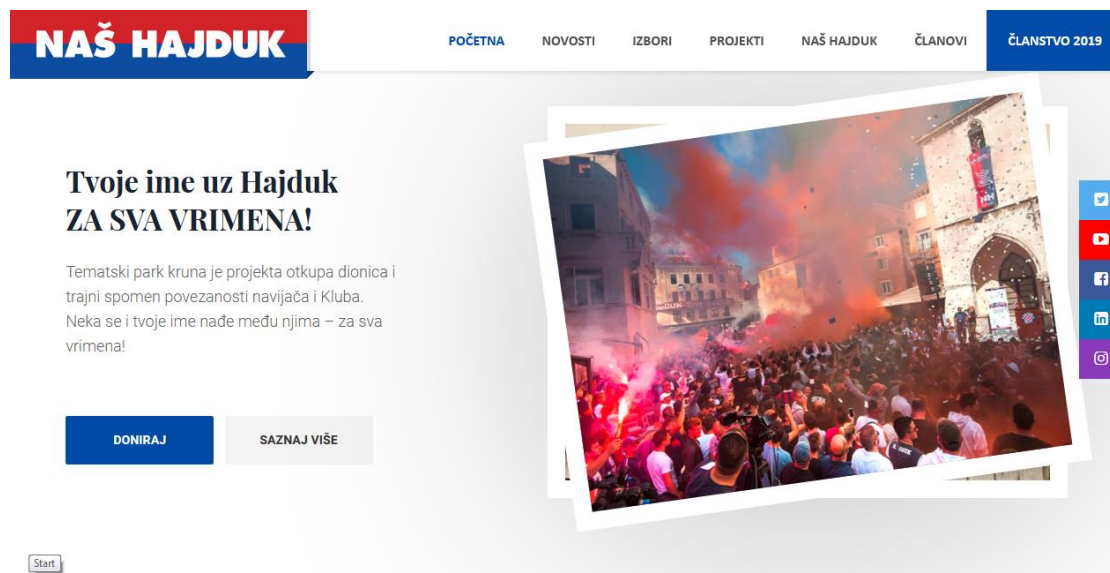 NAŠ HAJDUK
POČETNA
NOVOSTI
IZBORI
PROJEKTI
NAŠ HAJDUK
ČLANOVI
ČLANSTVO 2019
Tvoje ime uz Hajduk
ZA SVA VRIMENA!
Tematski park kruna je projekta otkupa dionica i
trajni spomen povezanosti navijača i Kluba.
Neka se i tvoje ime nađe među njima – za sva
vrimena!
DONIRAJ
SAZNAJ VIŠE
NH
HAJDUK
Start